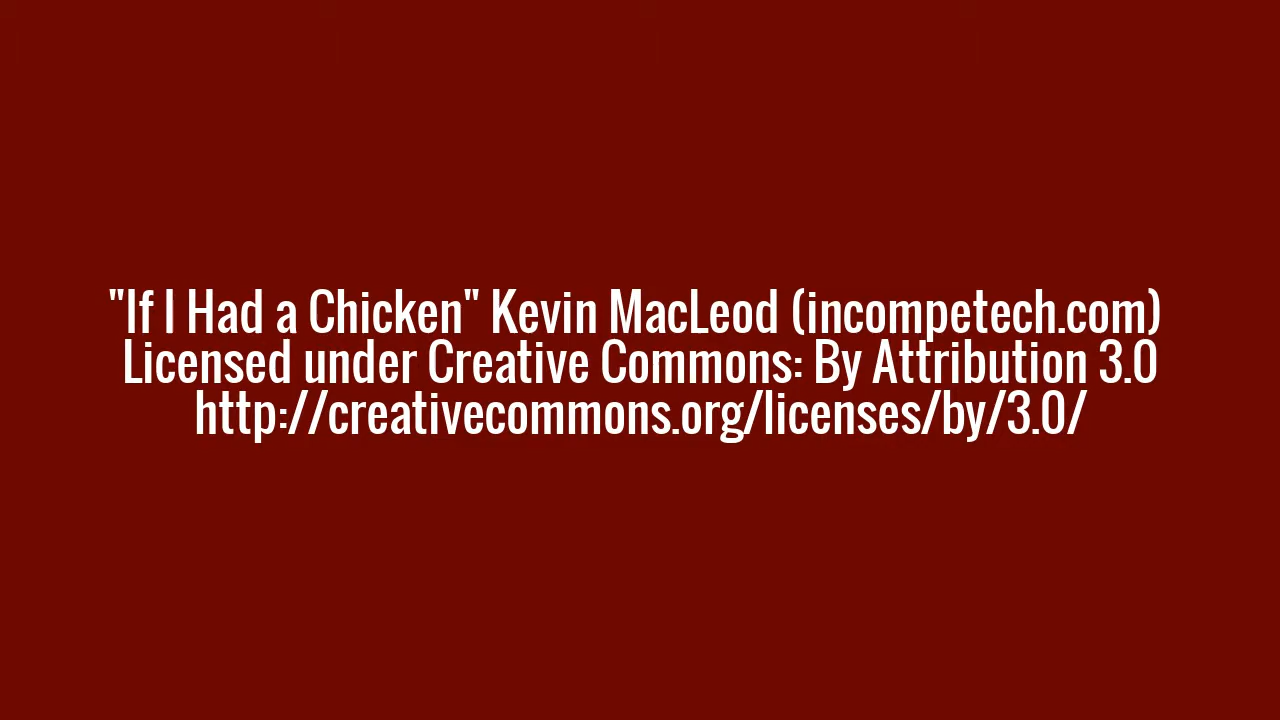 "If I Had a Chicken" Kevin MacLeod (incompetech.com)
Licensed under Creative Commons: By Attribution 3.0
http://creativecommons.org/licenses/by/3.0/